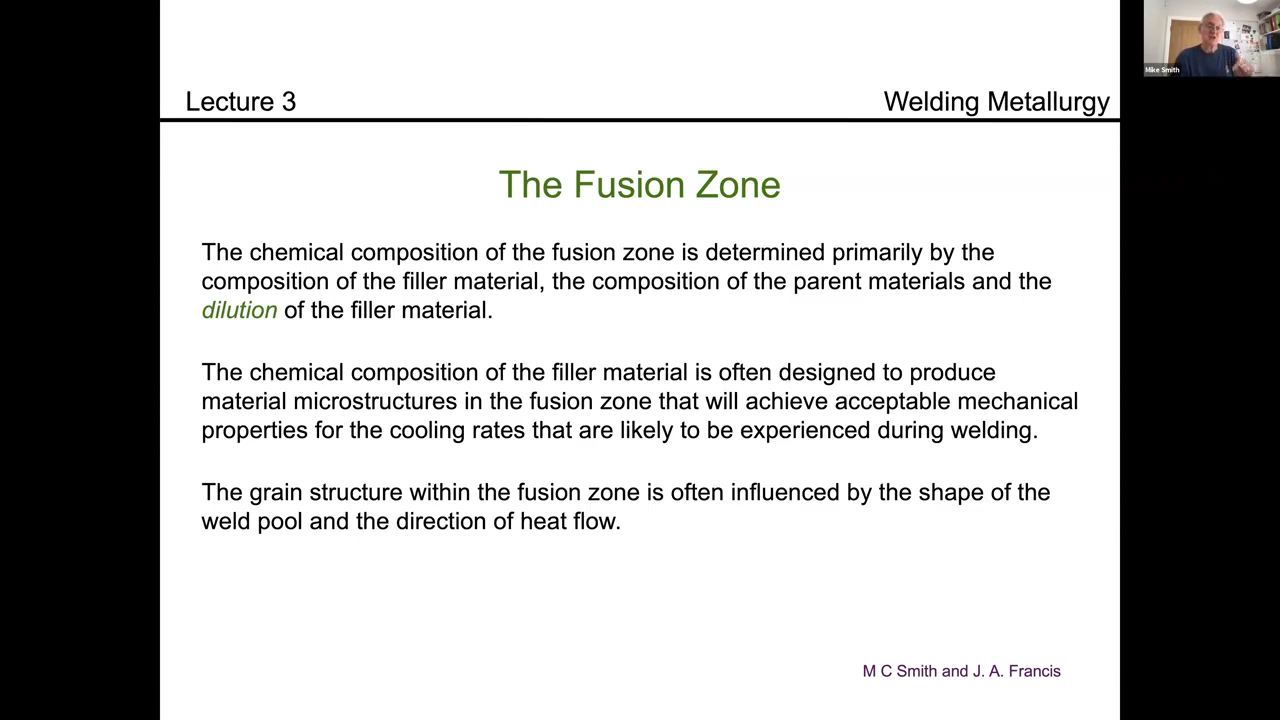 Lecture 3
Welding Metallurgy
The Fusion Zone
The chemical composition of the fusion zone is determined primarily by the
composition of the filler material, the composition of the parent materials and the
dilution of the filler material.
The chemical composition of the filler material is often designed to produce
material microstructures in the fusion zone that will achieve acceptable mechanical
properties for the cooling rates that are likely to be experienced during welding.
The grain structure within the fusion zone is often influenced by the shape of the
weld pool and the direction of heat flow.
M C Smith and J. A. Francis
Mike Smith